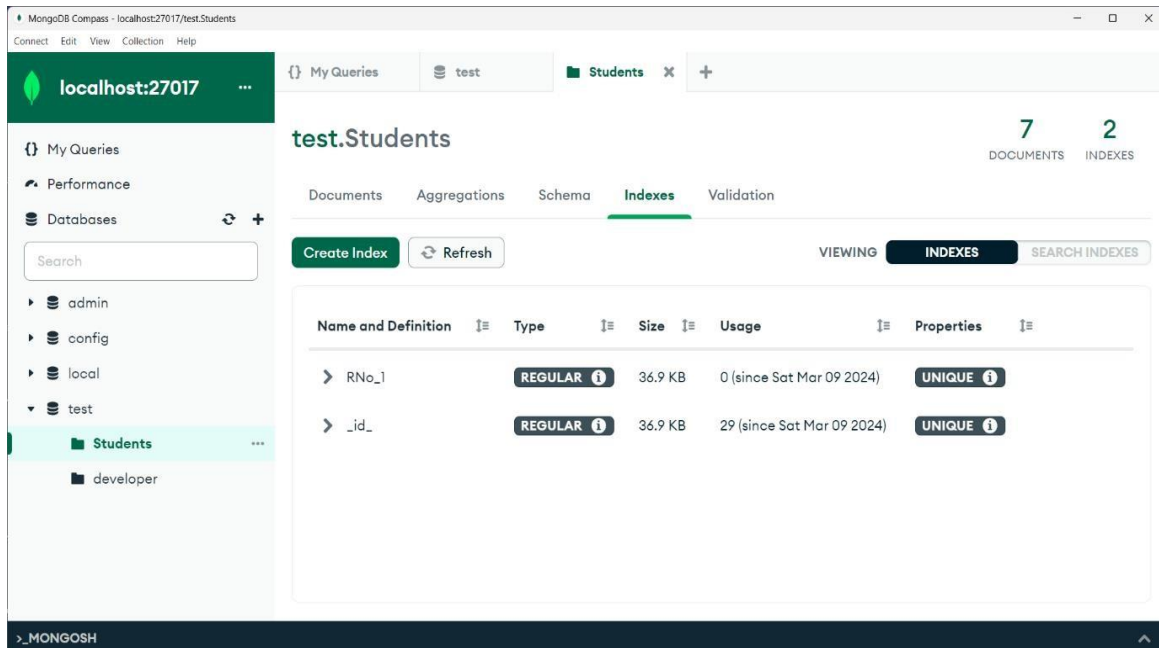 MongoDB Compass - localhost:27017/test.Students
Connect Edit View Collection Help
localhost:27017 ...
{} My Queries
Performance
Databases
Search
admin
config
local
test
Students ...
developer
{} My Queries test Students
test.Students
7 2
DOCUMENTS INDEXES
Documents Aggregations Schema Indexes Validation
Create Index Refresh VIEWING INDEXES SEARCH INDEXES
Name and Definition Type Size Usage Properties
RNo_1 REGULAR 36.9 KB 0 (since Sat Mar 09 2024) UNIQUE
_id_ REGULAR 36.9 KB 29 (since Sat Mar 09 2024) UNIQUE
>_MONGOSH